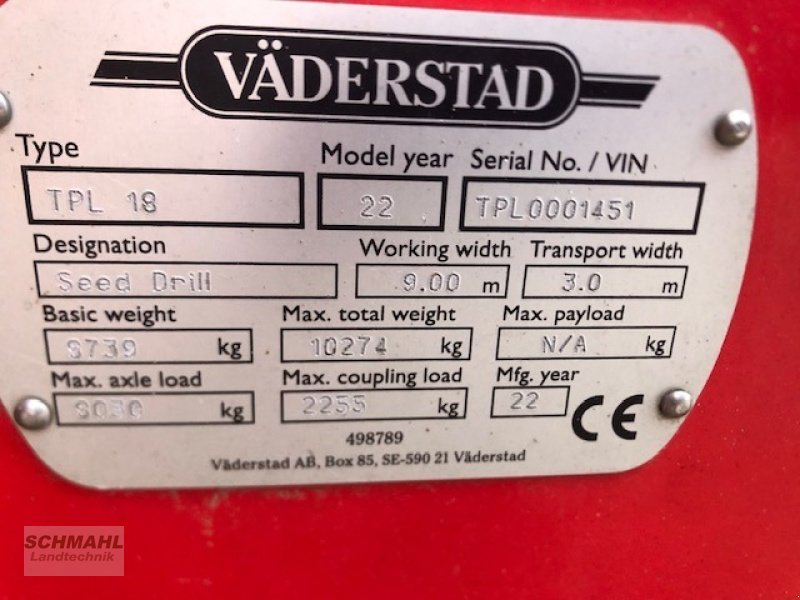 VÄDERSTAD
Type Model year Serial No. / VIN
TPL 18 22 TPL0001451
Designation Working width Transport width
Seed Drill 9.00 m 3.0 m
Basic weight Max. total weight Max. payload
8739 kg 10274 kg N/A kg
Max. axle load Max. coupling load Mfg. year
kg 2255 kg 22 CE
498789
Väderstad AB, Box 85, SE-590 21 Väderstad
SCHMAHL
Landtechnik